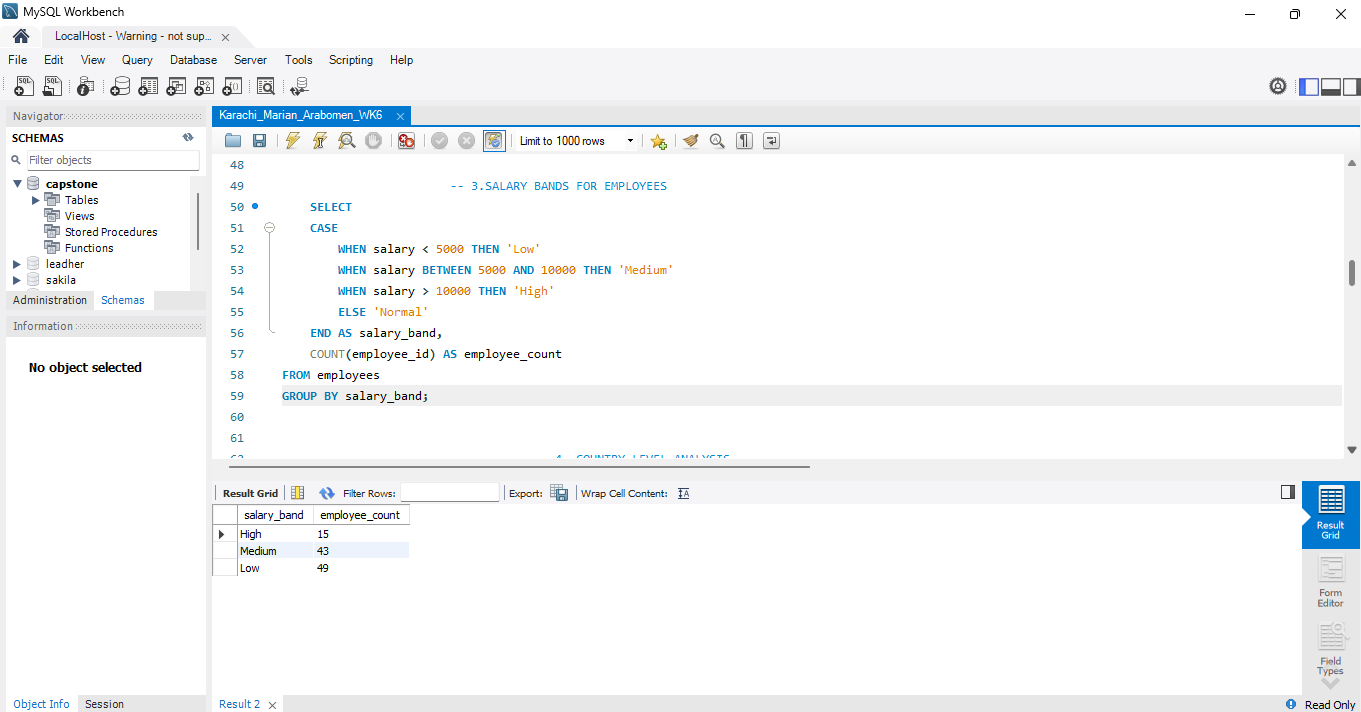 MySQL Workbench
LocalHost - Warning - not sup...
File Edit View Query Database Server Tools Scripting Help
Navigator
SCHEMAS
Filter objects
capstone
Tables
Views
Stored Procedures
Functions
leadher
sakila
Administration Schemas
Information
No object selected
Object Info Session
Karachi_Marian_Arabomen_WK6
Limit to 1000 rows
48
49 -- 3.SALARY BANDS FOR EMPLOYEES
50 SELECT
51 CASE
52 WHEN salary < 5000 THEN 'Low'
53 WHEN salary BETWEEN 5000 AND 10000 THEN 'Medium'
54 WHEN salary > 10000 THEN 'High'
55 ELSE 'Normal'
56 END AS salary_band,
57 COUNT(employee_id) AS employee_count
58 FROM employees
59 GROUP BY salary_band;
60
61
Result Grid Filter Rows: Export: Wrap Cell Content:
salary_band employee_count
High 15
Medium 43
Low 49
Result
Grid
Form
Editor
Field
Types
Result 2
Read Only